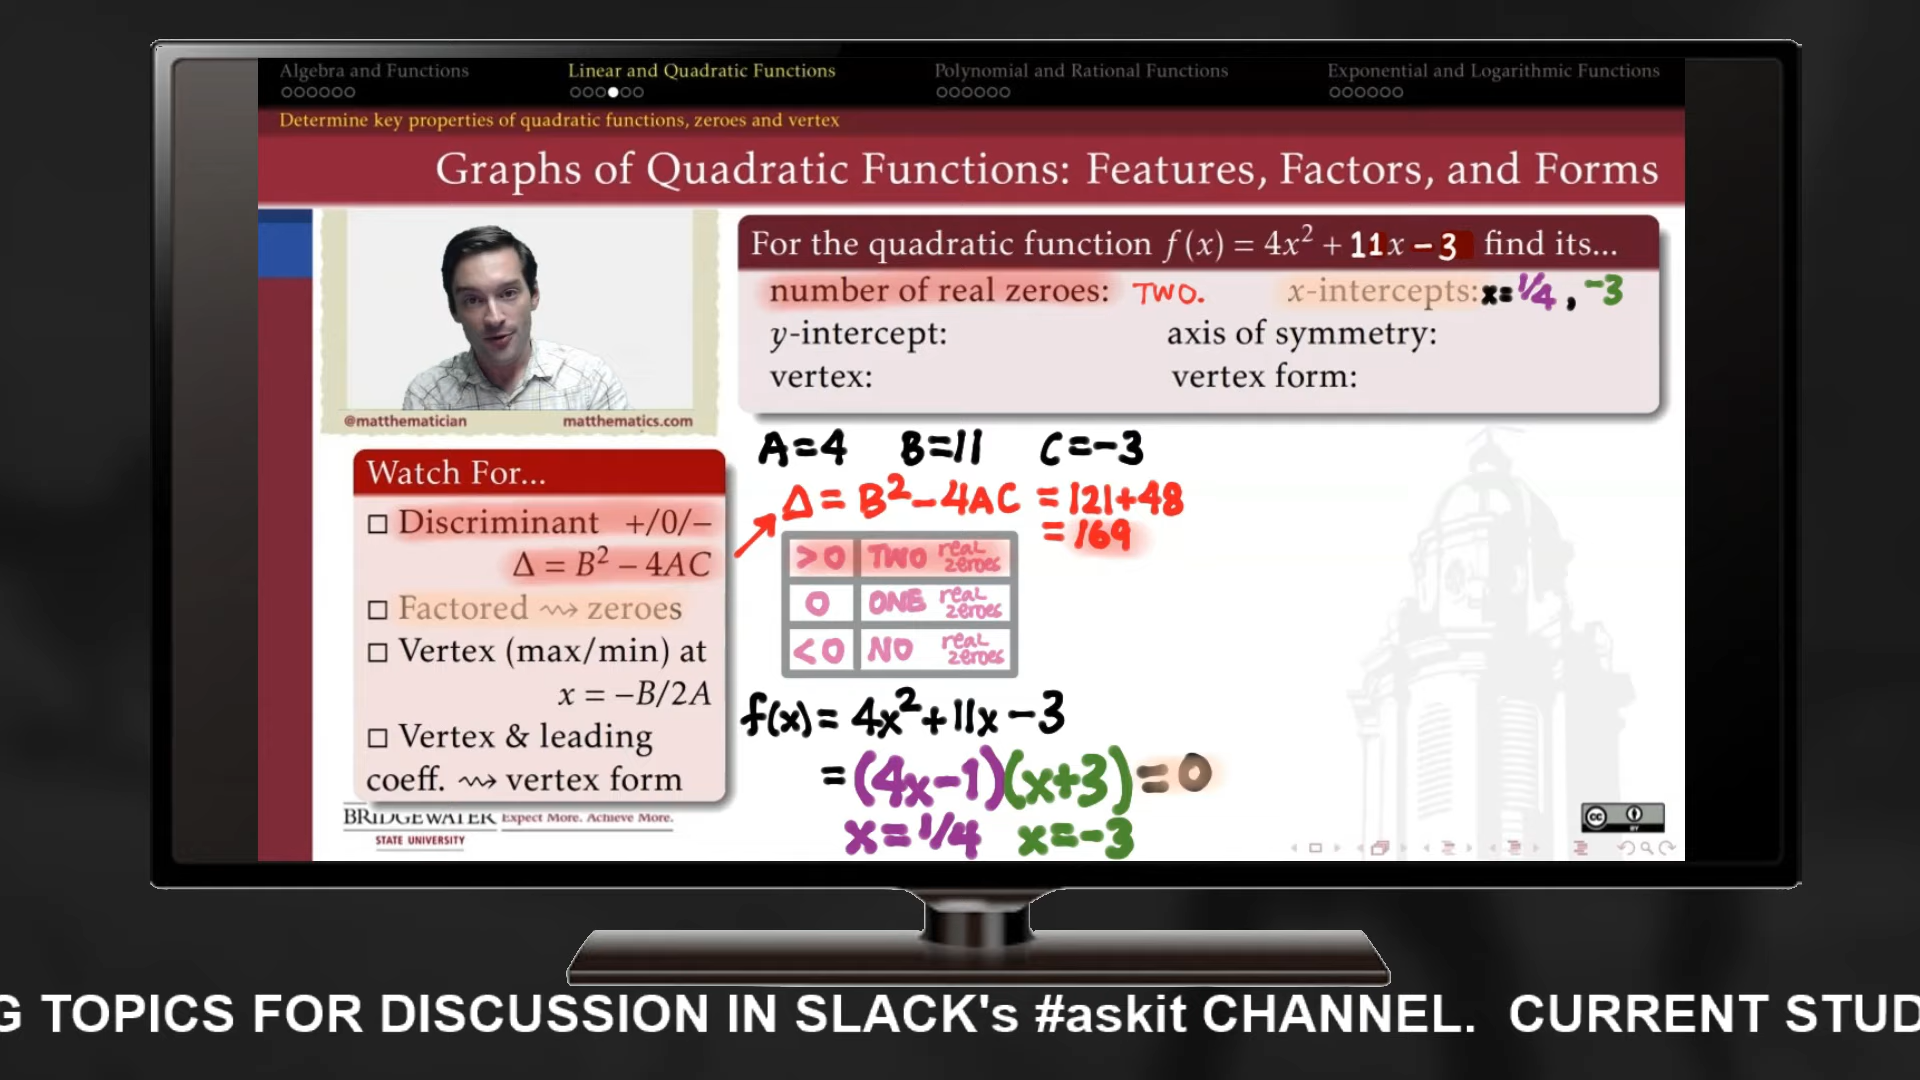 Algebra and Functions
Linear and Quadratic Functions
Polynomial and Rational Functions
Exponential and Logarithmic Functions
Determine key properties of quadratic functions, zeroes and vertex
Graphs of Quadratic Functions: Features, Factors, and Forms
For the quadratic function f(x) = 4x² + 11x − 3 find its...
number of real zeroes: TWO. x-intercepts: x = 1/4, −3
y-intercept: axis of symmetry:
vertex: vertex form:
@matthematician matthematics.com
A=4 B=11 C=−3
Δ = B² − 4AC = 121+48
= 169
>0 TWO real zeroes
0 ONE real zeroes
<0 NO real zeroes
f(x) = 4x² + 11x − 3
= (4x−1)(x+3) = 0
x = 1/4 x = −3
Watch For...
☐ Discriminant +/0/−
Δ = B² − 4AC
☐ Factored ⇝ zeroes
☐ Vertex (max/min) at
x = −B/2A
☐ Vertex & leading
coeff. ⇝ vertex form
BRIDGEWATER Expect More. Achieve More.
STATE UNIVERSITY
cc
BY
G TOPICS FOR DISCUSSION IN SLACK's #askit CHANNEL. CURRENT STUD